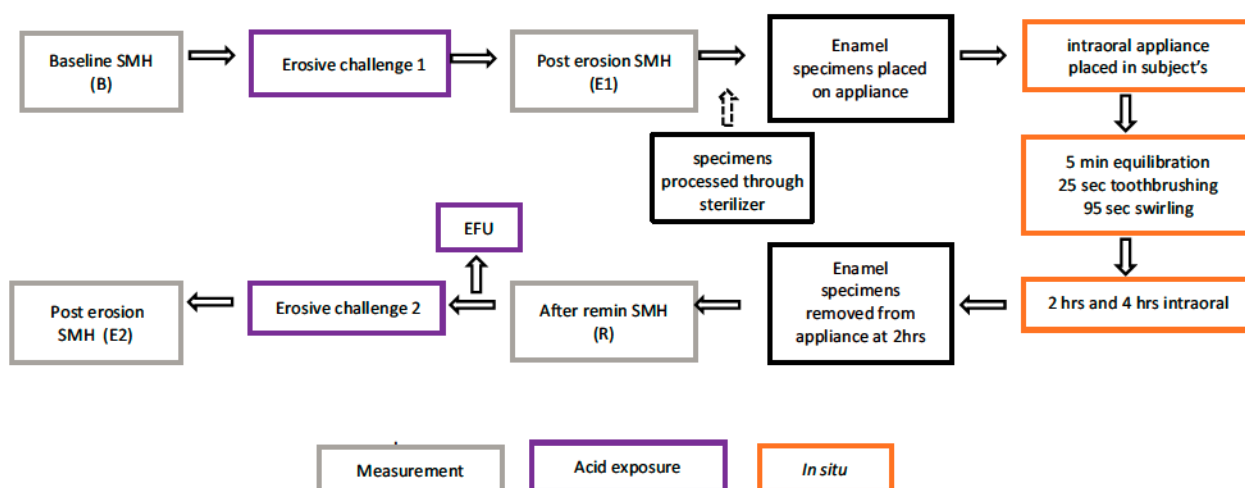 Baseline SMH
(B)
Erosive challenge 1
Post erosion SMH
(E1)
Enamel
specimens placed
on appliance
intraoral appliance
placed in subject's
specimens
processed through
sterilizer
5 min equilibration
25 sec toothbrushing
95 sec swirling
2 hrs and 4 hrs intraoral
Enamel
specimens
removed from
appliance at 2hrs
After remin SMH
(R)
EFU
Erosive challenge 2
Post erosion
SMH (E2)
Measurement
Acid exposure
In situ